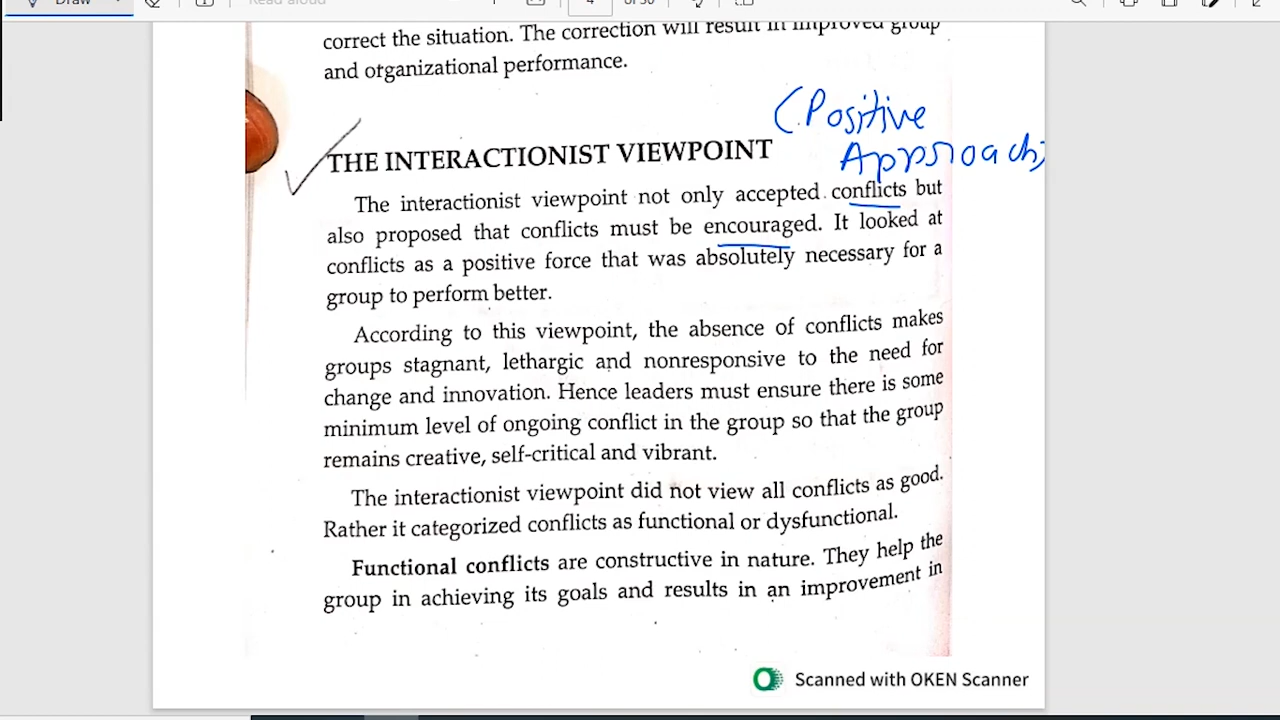 Draw
Read aloud
4
of 30
correct the situation. The correction will result in improved group
and organizational performance.
(Positive
Approach)
THE INTERACTIONIST VIEWPOINT
The interactionist viewpoint not only accepted conflicts but
also proposed that conflicts must be encouraged. It looked at
conflicts as a positive force that was absolutely necessary for a
group to perform better.
According to this viewpoint, the absence of conflicts makes
groups stagnant, lethargic and nonresponsive to the need for
change and innovation. Hence leaders must ensure there is some
minimum level of ongoing conflict in the group so that the group
remains creative, self-critical and vibrant.
The interactionist viewpoint did not view all conflicts as good.
Rather it categorized conflicts as functional or dysfunctional.
Functional conflicts are constructive in nature. They help the
group in achieving its goals and results in an improvement in
Scanned with OKEN Scanner